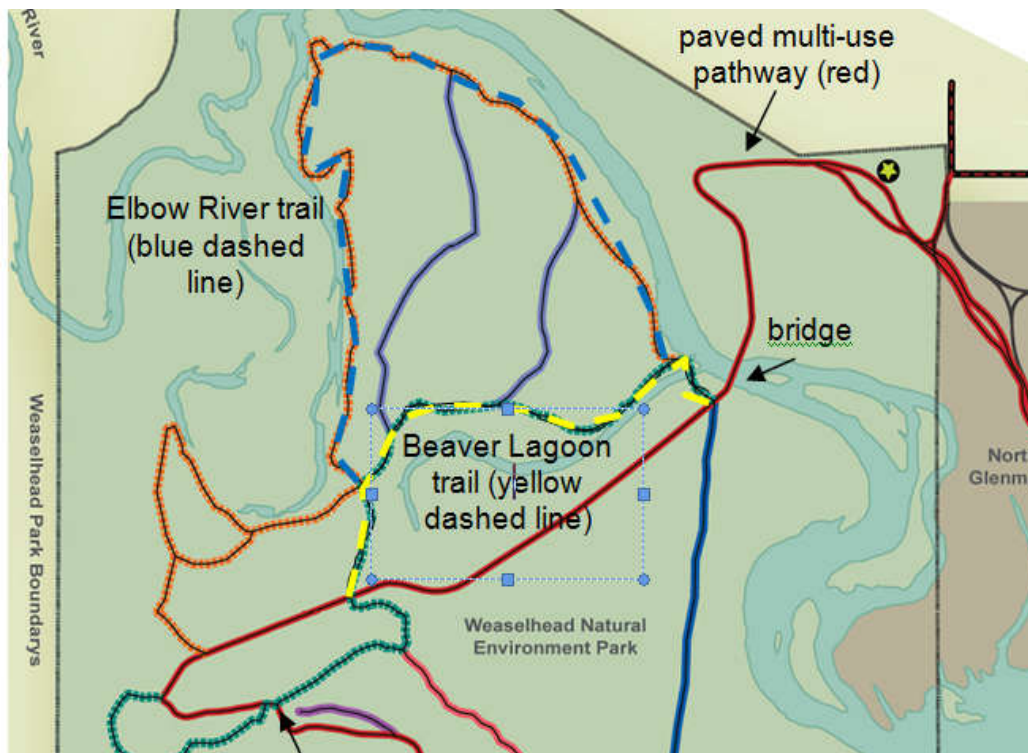 River
paved multi-use
pathway (red)
Elbow River trail
(blue dashed
line)
bridge
Weaselhead Park Boundarys
Beaver Lagoon
trail (yellow
dashed line)
Nort
Glenm
Weaselhead Natural
Environment Park